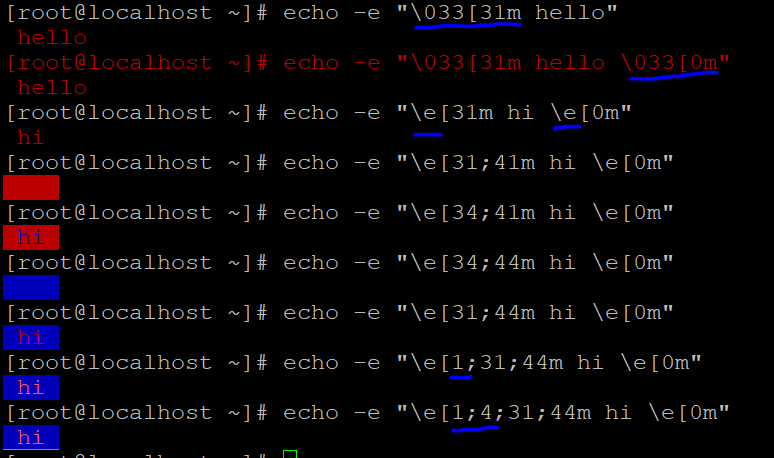 [root@localhost ~]# echo -e "\033[31m hello"
hello
[root@localhost ~]# echo -e "\033[31m hello \033[0m"
hello
[root@localhost ~]# echo -e "\e[31m hi \e[0m"
hi
[root@localhost ~]# echo -e "\e[31;41m hi \e[0m"
[root@localhost ~]# echo -e "\e[34;41m hi \e[0m"
hi
[root@localhost ~]# echo -e "\e[34;44m hi \e[0m"
[root@localhost ~]# echo -e "\e[31;44m hi \e[0m"
hi
[root@localhost ~]# echo -e "\e[1;31;44m hi \e[0m"
hi
[root@localhost ~]# echo -e "\e[1;4;31;44m hi \e[0m"
hi
[root@localhost ~]#